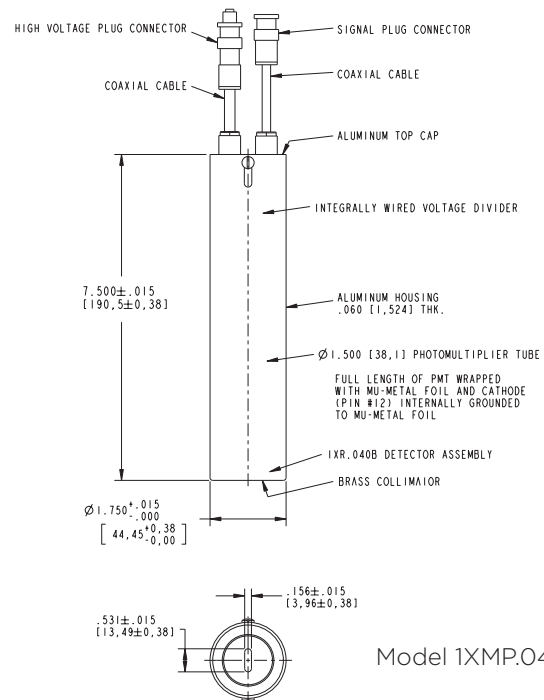 HIGH VOLTAGE PLUG CONNECTOR
SIGNAL PLUG CONNECTOR
COAXIAL CABLE
COAXIAL CABLE
ALUMINUM TOP CAP
INTEGRALLY WIRED VOLTAGE DIVIDER
7.500±.015
[190,5±0,38]
ALUMINUM HOUSING
.060 [1,524] THK.
Ø1.500 [38,1] PHOTOMULTIPLIER TUBE
FULL LENGTH OF PMT WRAPPED
WITH MU-METAL FOIL AND CATHODE
(PIN #12) INTERNALLY GROUNDED
TO MU-METAL FOIL
1XR.040B DETECTOR ASSEMBLY
BRASS COLLIMAIOR
Ø1.750 +.015 -.000
[44,45 +0,38 -0,00]
.156±.015
[3,96±0,38]
.531±.015
[13,49±0,38]
Model 1XMP.04